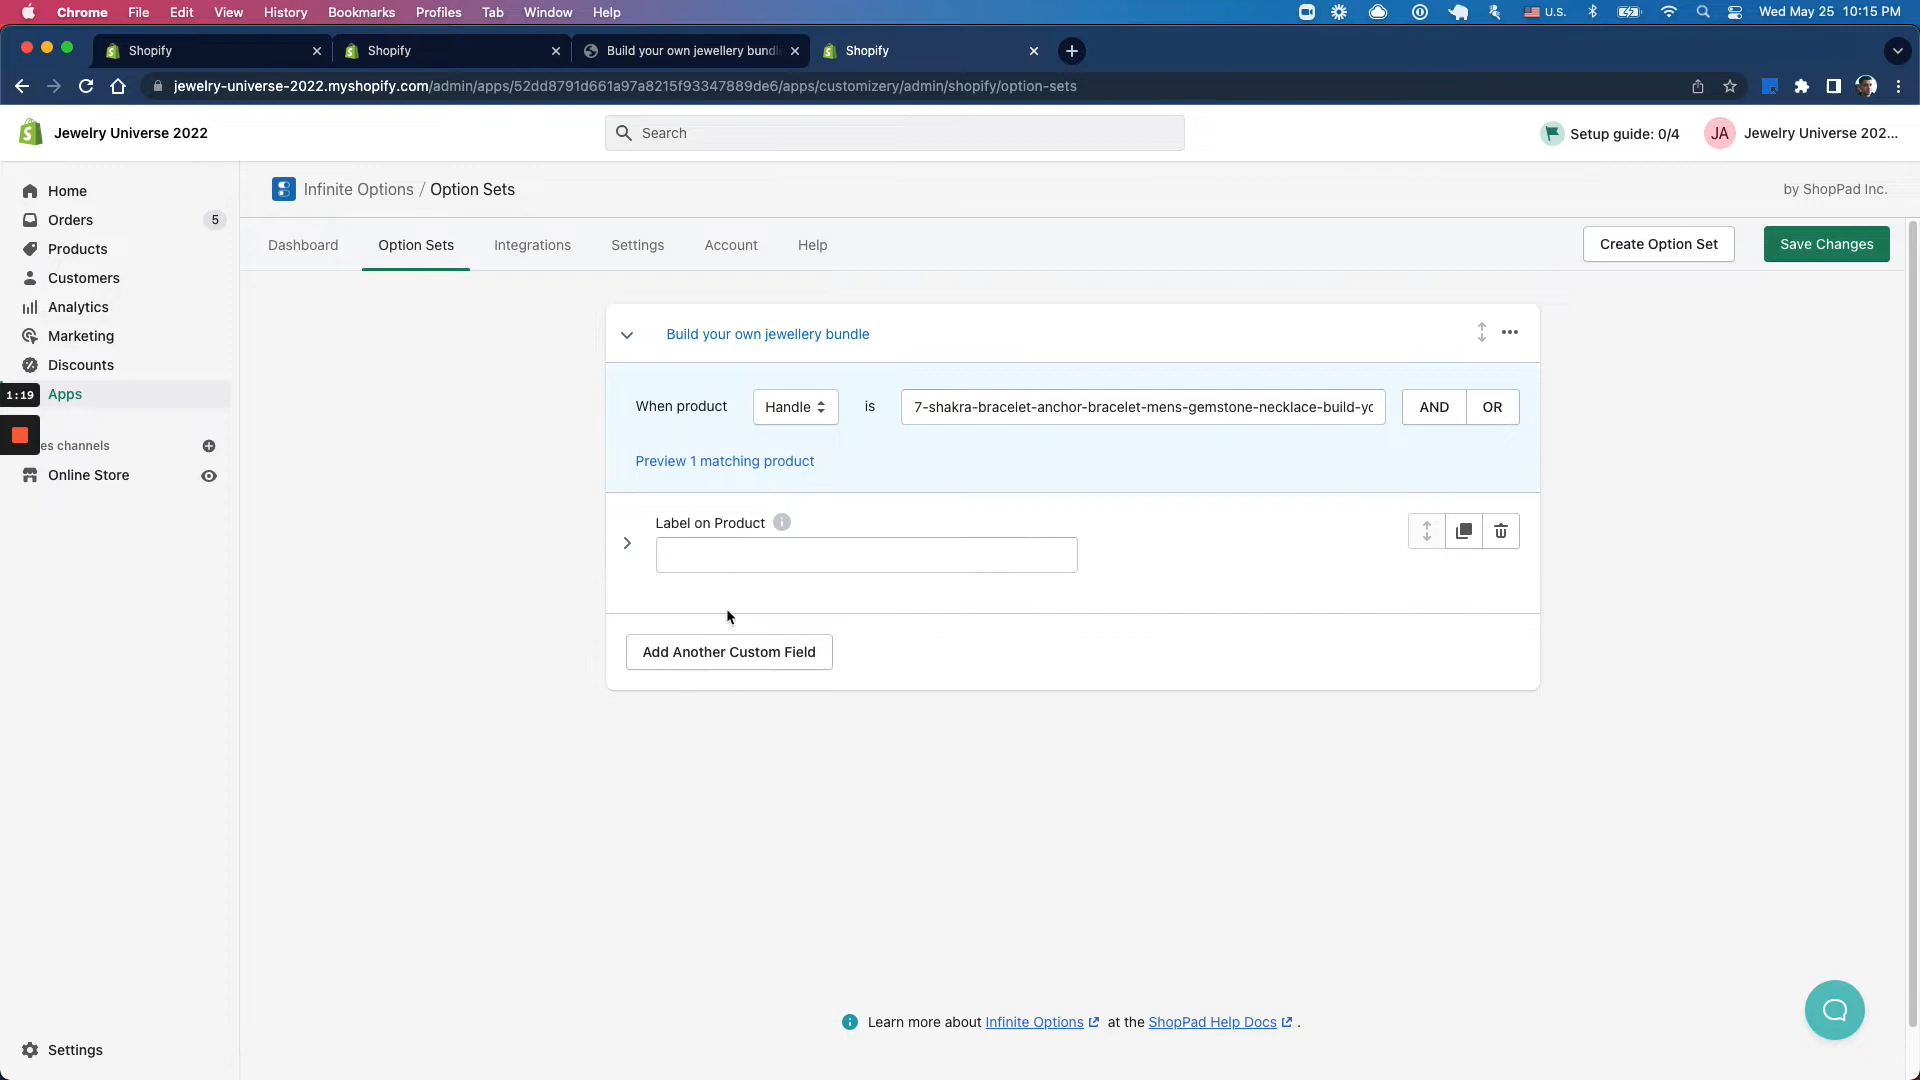 Chrome File Edit View History Bookmarks Profiles Tab Window Help U.S. Wed May 25 10:15 PM
Shopify Shopify Build your own jewellery bundl Shopify
jewelry-universe-2022.myshopify.com/admin/apps/52dd8791d661a97a8215f93347889de6/apps/customizery/admin/shopify/option-sets
Jewelry Universe 2022 Search Setup guide: 0/4 JA Jewelry Universe 202...
Home
Orders 5
Products
Customers
Analytics
Marketing
Discounts
1:19 Apps
es channels
Online Store
Settings
Infinite Options / Option Sets by ShopPad Inc.
Dashboard Option Sets Integrations Settings Account Help Create Option Set Save Changes
Build your own jewellery bundle
When product Handle is 7-shakra-bracelet-anchor-bracelet-mens-gemstone-necklace-build-yo AND OR
Preview 1 matching product
Label on Product
Add Another Custom Field
Learn more about Infinite Options at the ShopPad Help Docs .